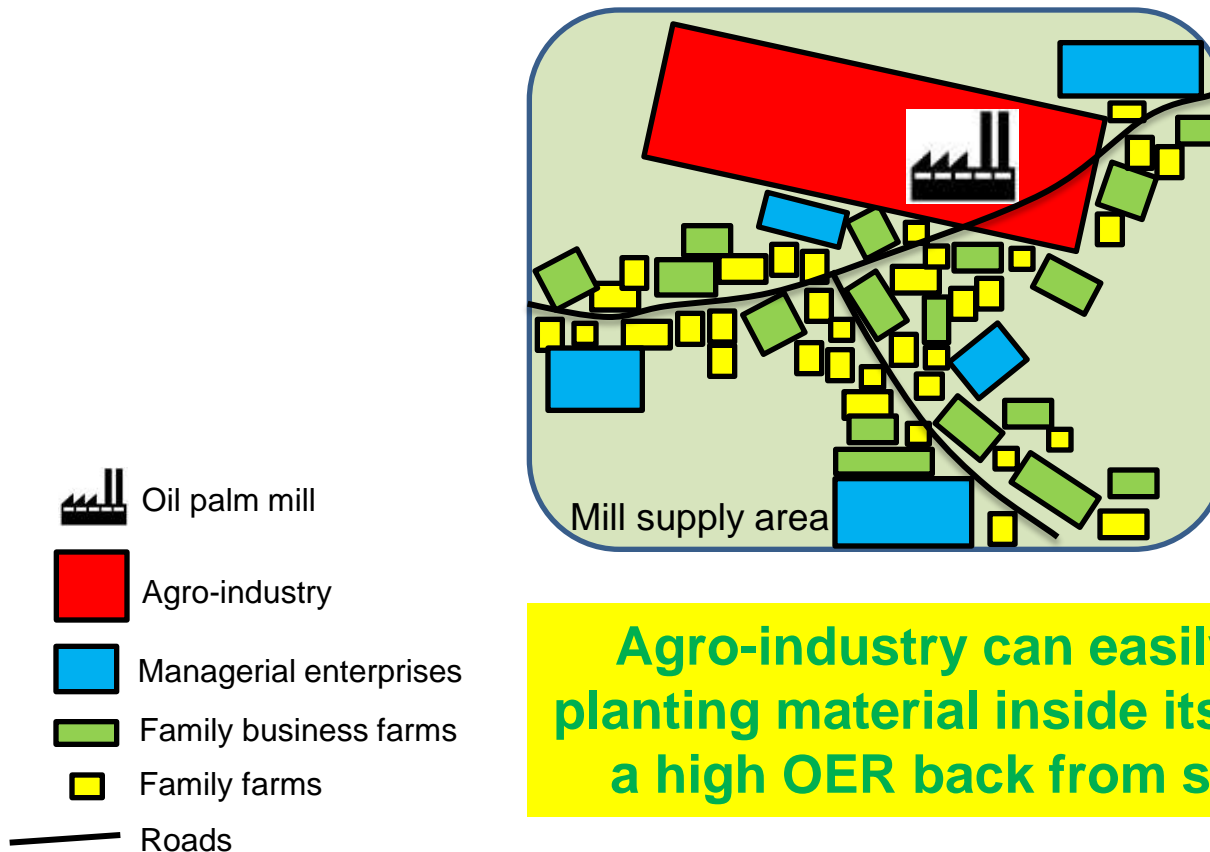 Mill supply area
Oil palm mill
Agro-industry
Managerial enterprises
Family business farms
Family farms
Roads
Agro-industry can easil
planting material inside its
a high OER back from s